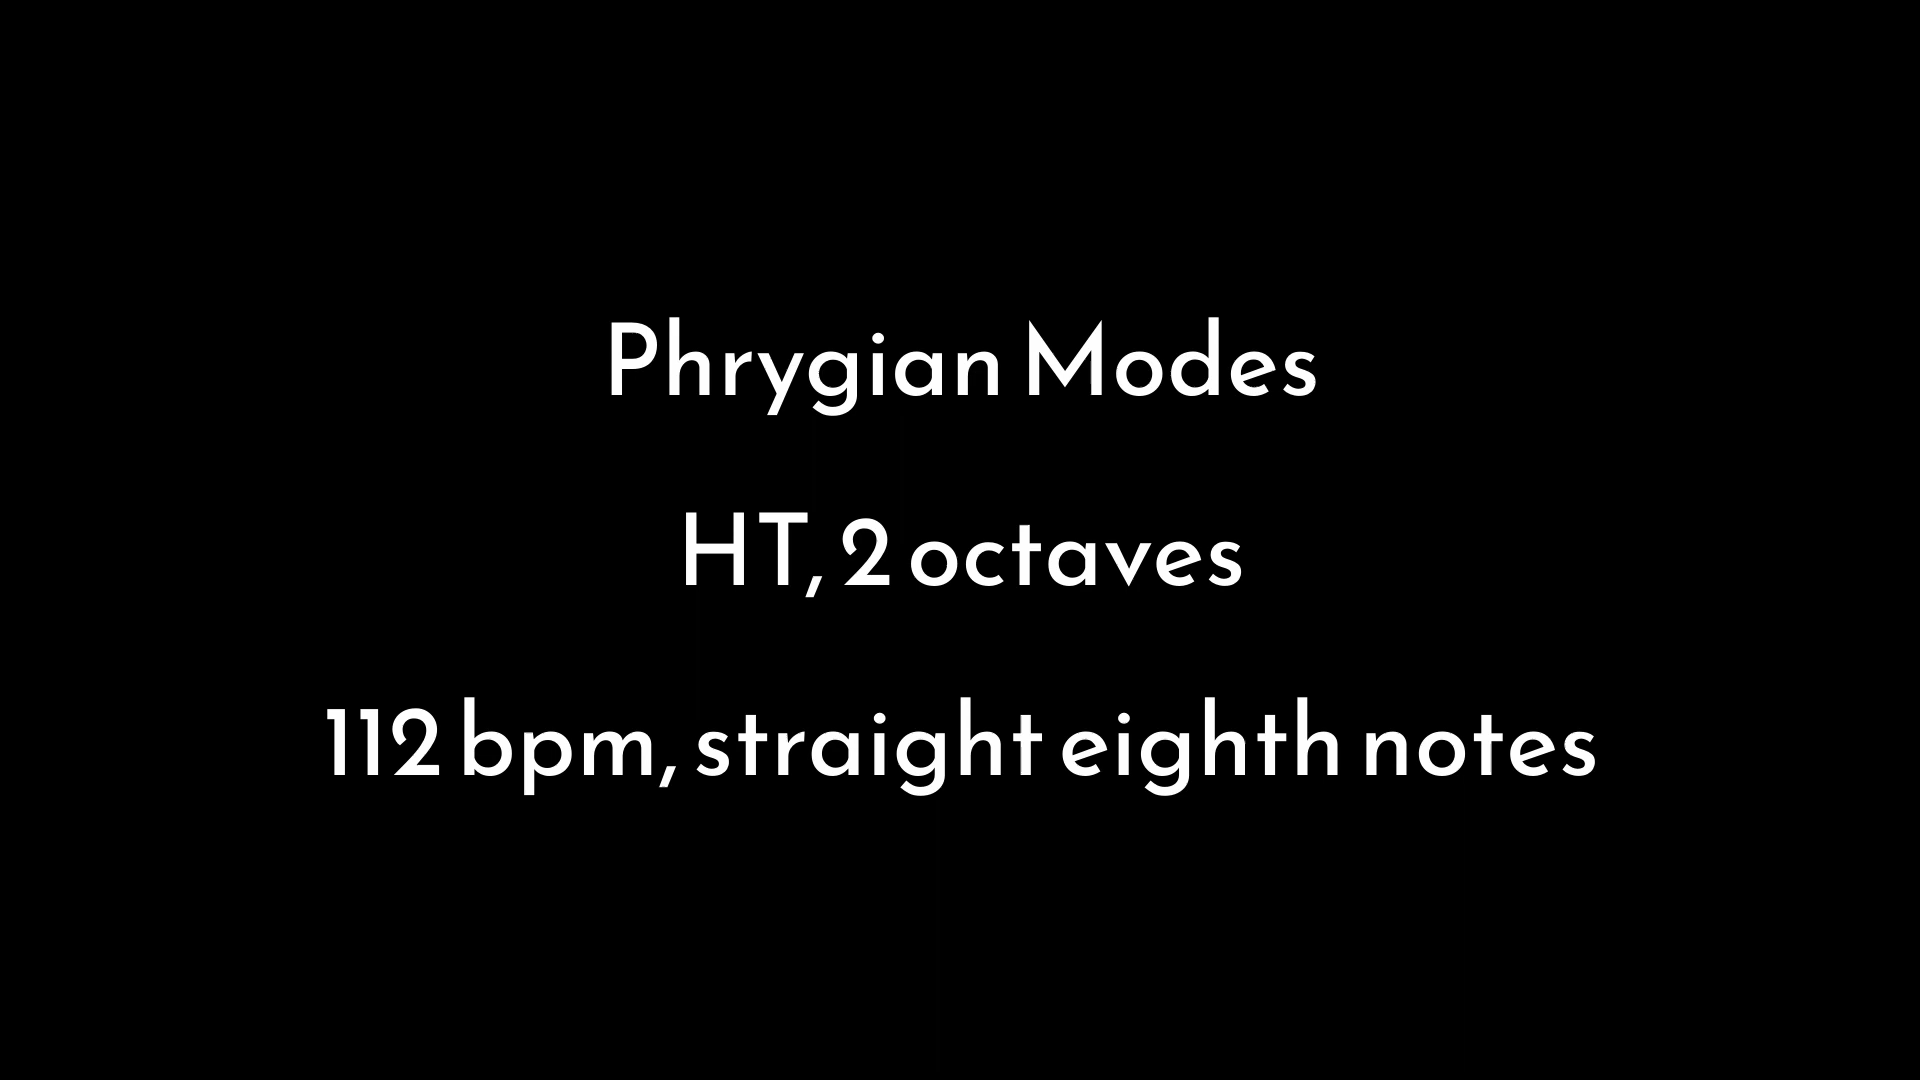 Phrygian Modes
HT, 2 octaves
112 bpm, straight eighth notes